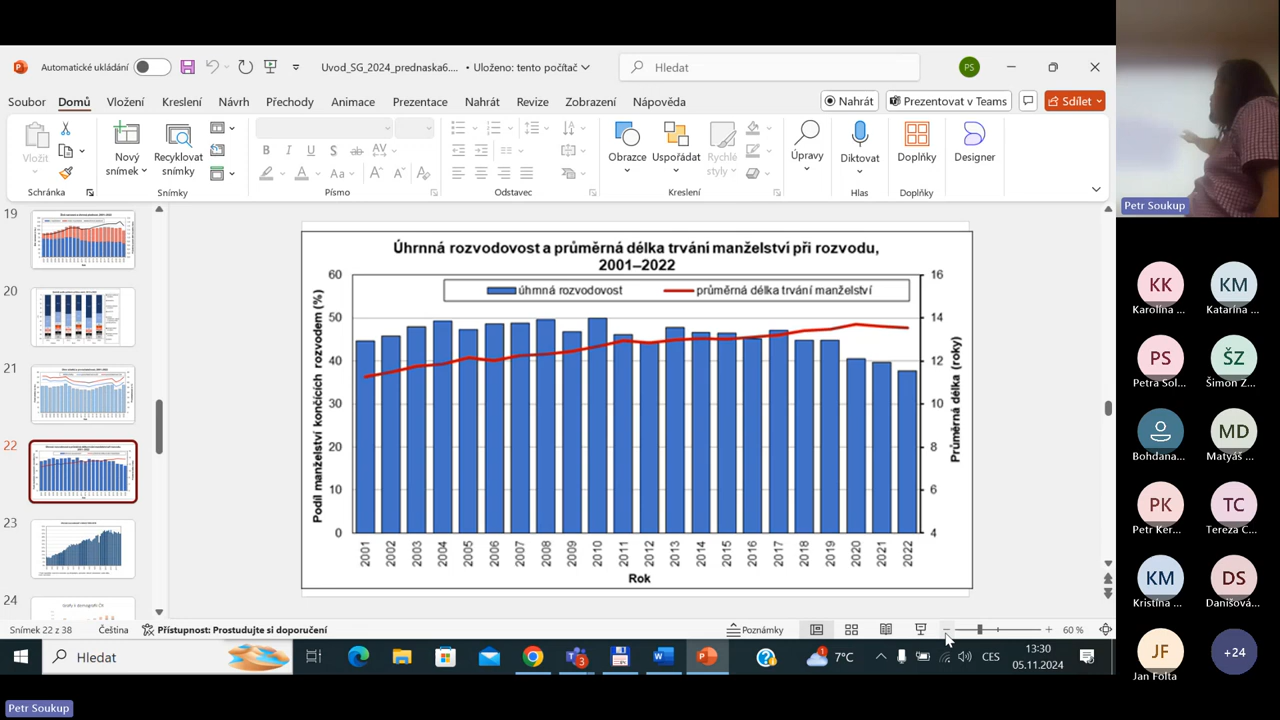 Automatické ukládání
Uvod_SG_2024_prednaska6.... • Uloženo: tento počítač
Hledat
PS
Soubor
Domů
Vložení
Kreslení
Návrh
Přechody
Animace
Prezentace
Nahrát
Revize
Zobrazení
Nápověda
Nahrát
Prezentovat v Teams
Sdílet
Vložit
Nový snímek
Recyklovat snímky
Obrazce
Uspořádat
Rychlé styly
Úpravy
Diktovat
Doplňky
Designer
Schránka
Snímky
Písmo
Odstavec
Kreslení
Hlas
Doplňky
19
20
21
22
23
24
Úhrnná rozvodovost a průměrná délka trvání manželství při rozvodu,
2001–2022
úhrnná rozvodovost
průměrná délka trvání manželství
Podíl manželství končících rozvodem (%)
60
50
40
30
20
10
0
Průměrná délka (roky)
16
14
12
10
8
6
4
2001 2002 2003 2004 2005 2006 2007 2008 2009 2010 2011 2012 2013 2014 2015 2016 2017 2018 2019 2020 2021 2022
Rok
Snímek 22 z 38
Čeština
Přístupnost: Prostudujte si doporučení
Poznámky
60 %
Hledat
3
1
7°C
CES
13:30
05.11.2024
Petr Soukup
KK
Karolína ...
KM
Katarína ...
PS
Petra Sol...
ŠZ
Šimon Z...
Bohdana...
MD
Matyáš ...
PK
Petr Ker...
TC
Tereza C...
KM
Kristína ...
DS
Danišová...
JF
Jan Folta
+24
Petr Soukup